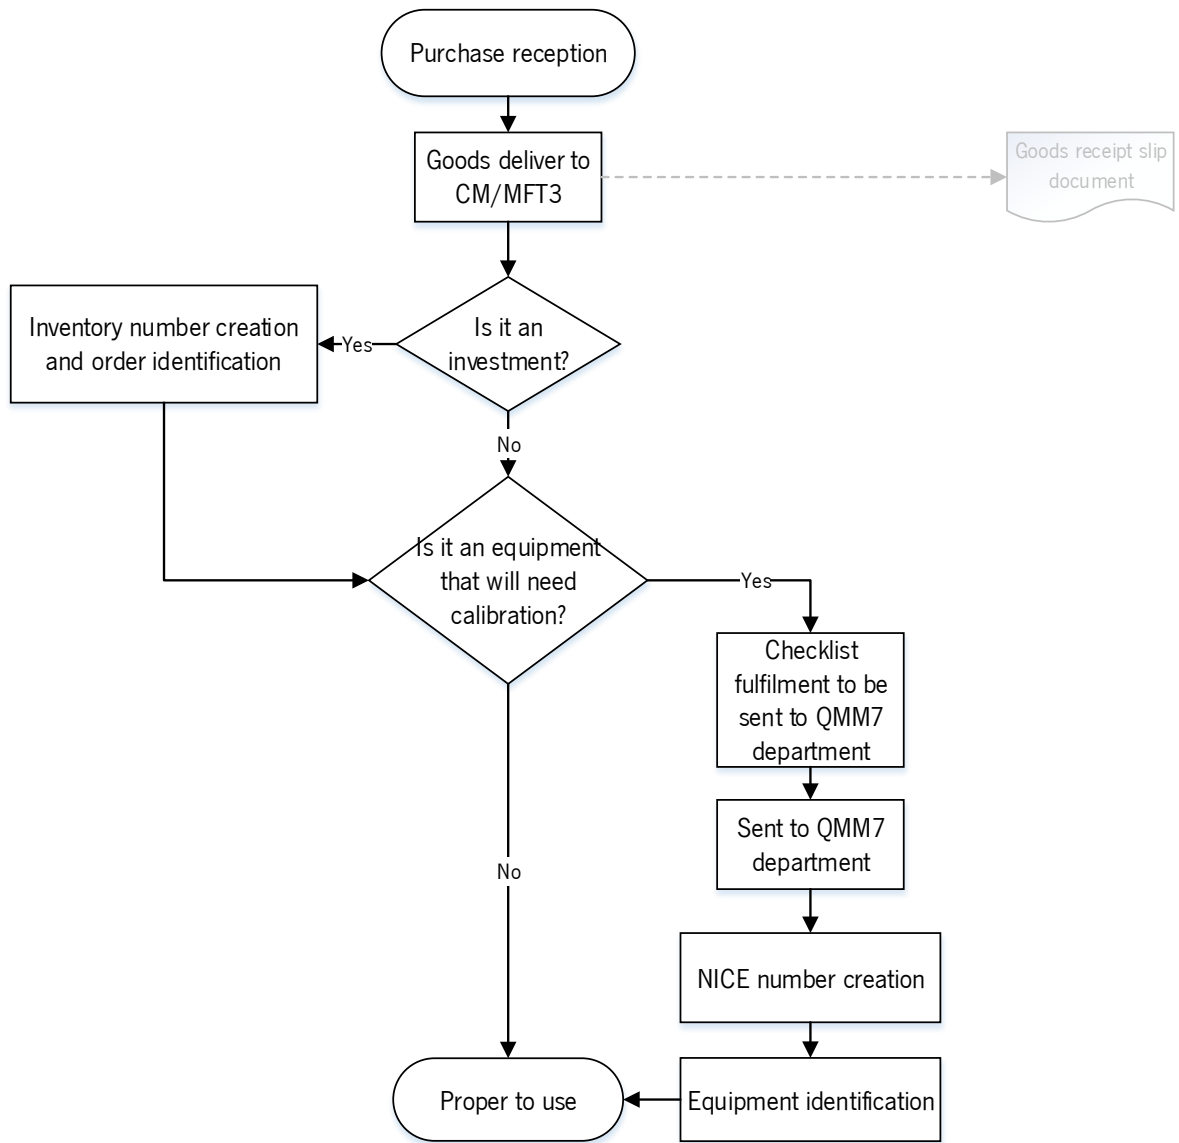 Purchase reception
Goods deliver to
CM/MFT3
Goods receipt slip
document
Inventory number creation
and order identification
Yes
Is it an
investment?
No
Is it an equipment
that will need
calibration?
Yes
Checklist
fulfilment to be
sent to QMM7
department
Sent to QMM7
department
No
NICE number creation
Proper to use
Equipment identification